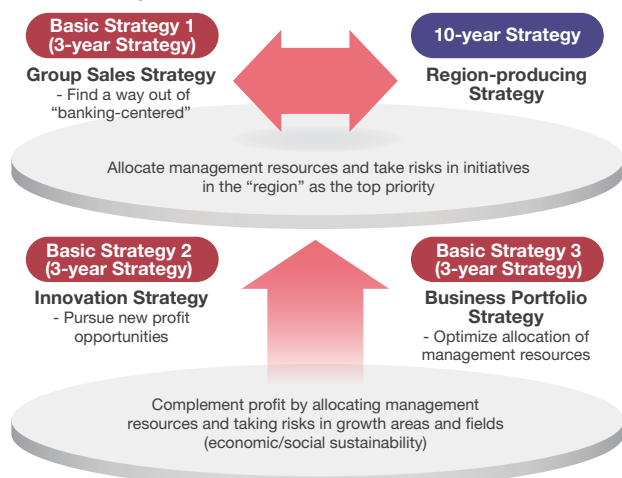 Basic Strategy 1
(3-year Strategy)
Group Sales Strategy
- Find a way out of
“banking-centered”
10-year Strategy
Region-producing
Strategy
Allocate management resources and take risks in initiatives
in the “region” as the top priority
Basic Strategy 2
(3-year Strategy)
Innovation Strategy
- Pursue new profit
opportunities
Basic Strategy 3
(3-year Strategy)
Business Portfolio
Strategy
- Optimize allocation of
management resources
Complement profit by allocating management
resources and taking risks in growth areas and fields
(economic/social sustainability)